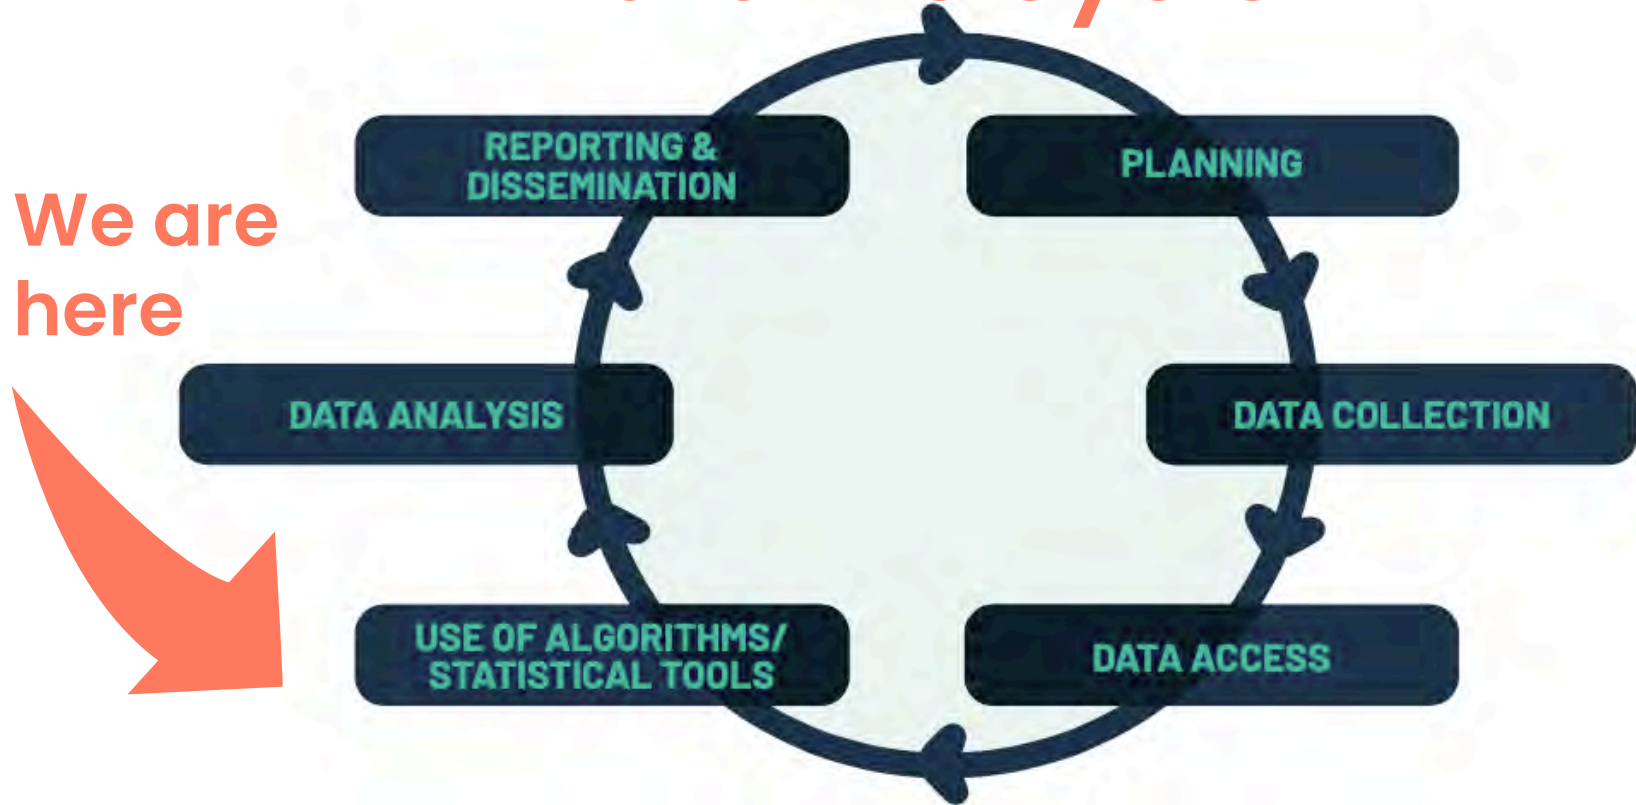 We are
here
REPORTING &
DISSEMINATION
PLANNING
DATA ANALYSIS
DATA COLLECTION
USE OF ALGORITHMS/
STATISTICAL TOOLS
DATA ACCESS